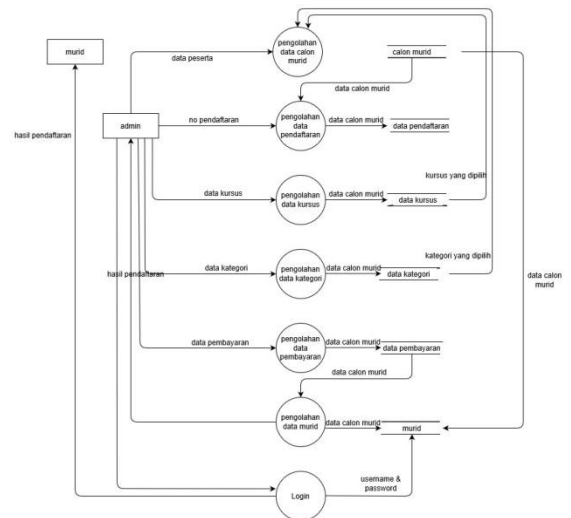 murid
pengolahan
data calon
murid
calon murid
data peserta
data calon murid
hasil pendaftaran
admin
no pendaftaran
pengolahan
data
pendaftaran
data calon murid
data pendaftaran
kursus yang dipilih
data kursus
pengolahan
data kursus
data calon murid
data kursus
kategori yang dipilih
hasil pendaftaran
data kategori
pengolahan
data kategori
data calon murid
data kategori
data calon
murid
data pembayaran
pengolahan
data
pembayaran
data calon murid
data pembayaran
data calon murid
pengolahan
data murid
data calon murid
murid
username &
password
Login